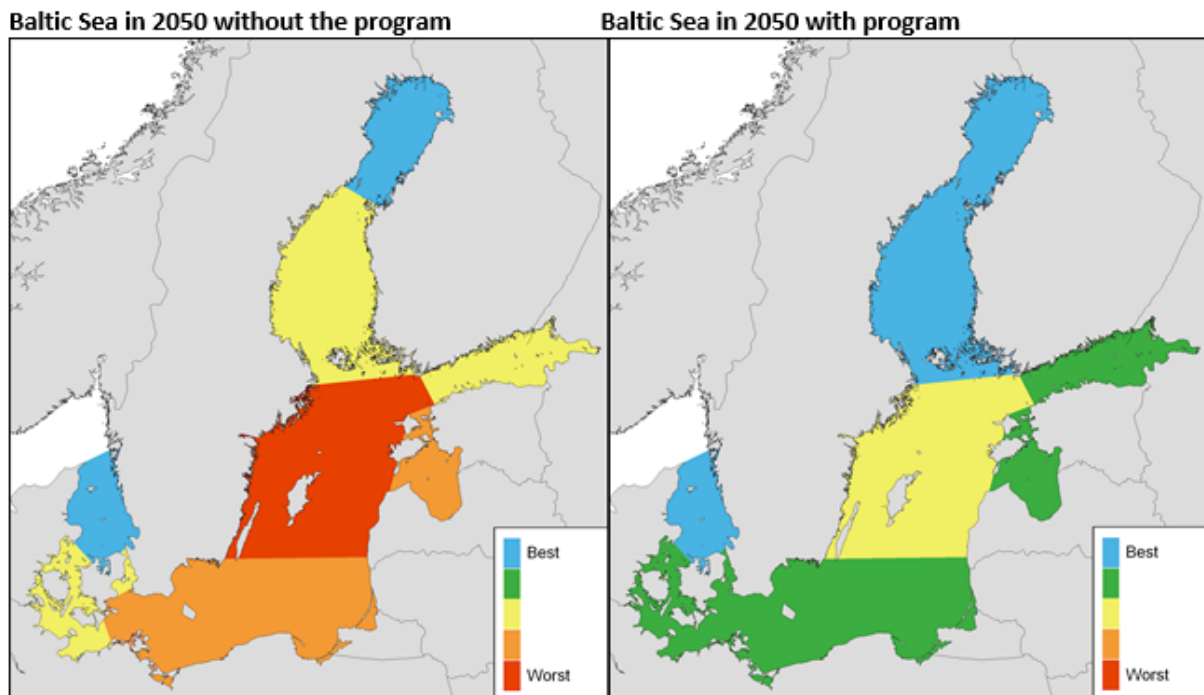 Baltic Sea in 2050 without the program
Baltic Sea in 2050 with program
Best
Worst
Best
Worst